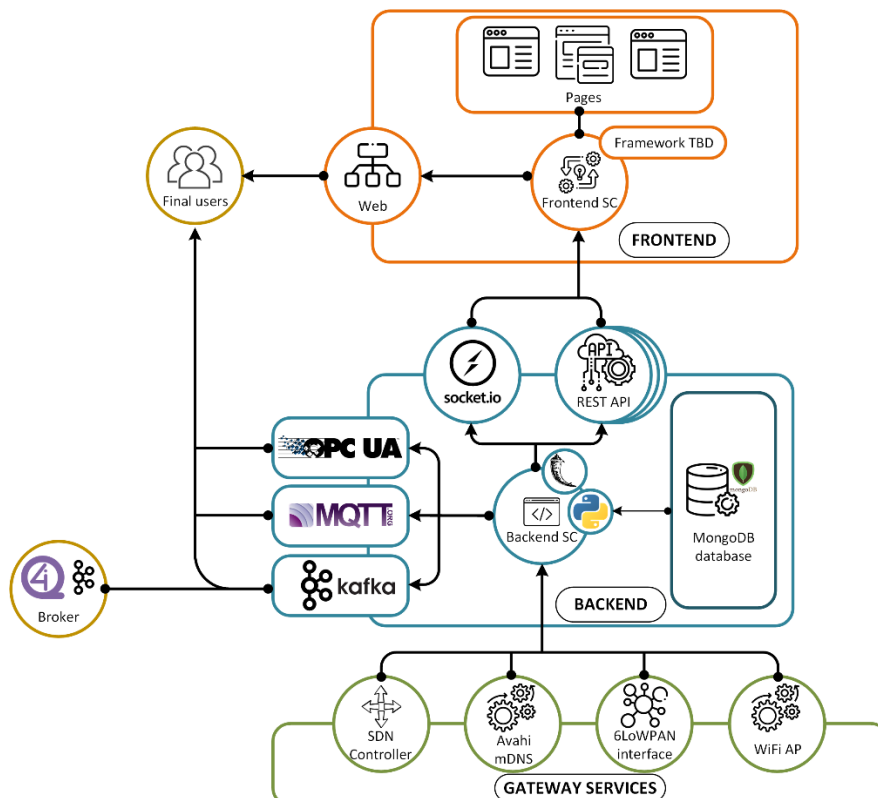 Pages
Framework TBD
Final users
Web
Frontend SC
FRONTEND
API
socket.io
REST API
OPC UA
mongoDB
MQTT
.ORG
Backend SC
</>
MongoDB
database
4i
kafka
Broker
BACKEND
SDN
Controller
Avahi
mDNS
6LoWPAN
interface
WiFi AP
GATEWAY SERVICES